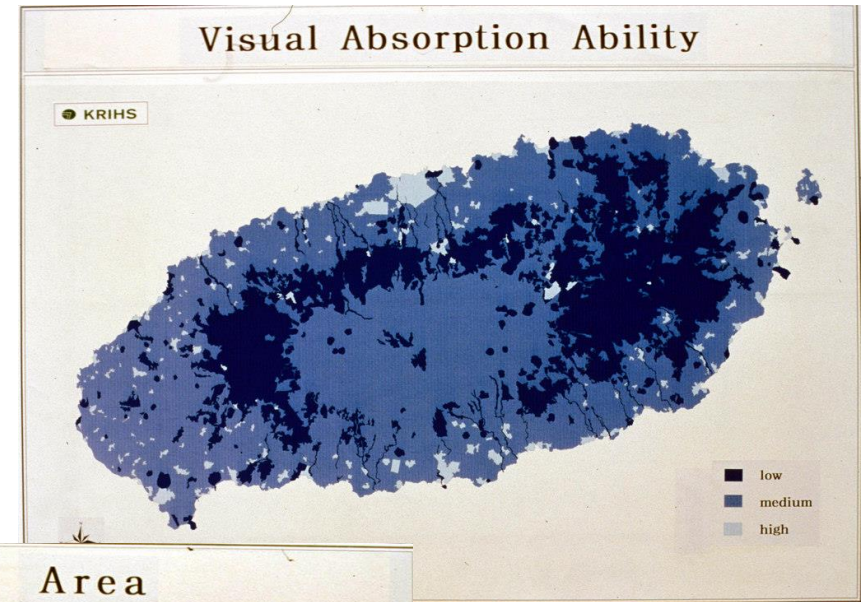 Visual Absorption Ability
KRIHS
low
medium
high
Area